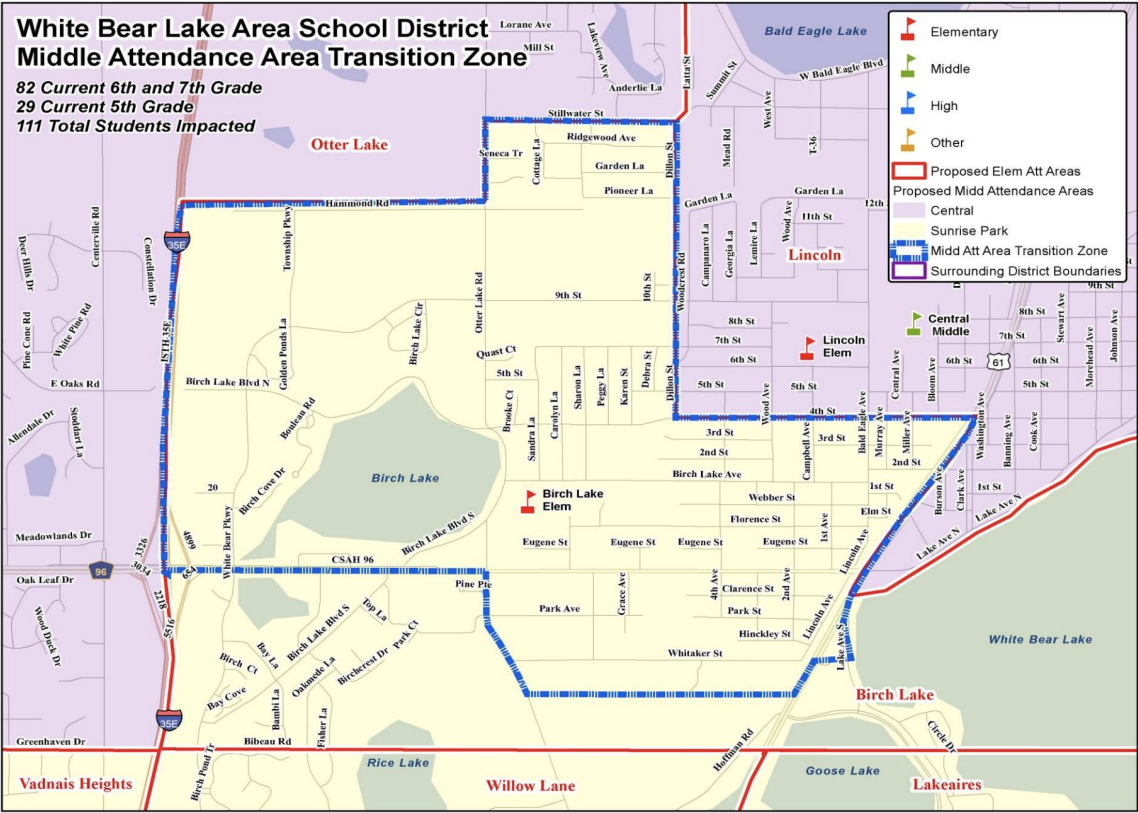 White Bear Lake Area School District
Middle Attendance Area Transition Zone
82 Current 6th and 7th Grade
29 Current 5th Grade
111 Total Students Impacted
Elementary
Middle
High
Other
Proposed Elem Att Areas
Proposed Midd Attendance Areas
Central
Sunrise Park
Midd Att Area Transition Zone
Surrounding District Boundaries
Lorane Ave
Mill St
Lakeview Ave
Anderlie La
Latta St
Summit St
Bald Eagle Lake
W Bald Eagle Blvd
West Ave
T-36
Mead Rd
Otter Lake
Stillwater St
Ridgewood Ave
Seneca Tr
Cottage La
Garden La
Pioneer La
Dillon St
Hammond Rd
Garden La
Garden La
12th
11th St
Wood Ave
Lemire La
Georgia La
Campanaro La
Lincoln
Centerville Rd
Deer Hills Dr
Constellation Dr
35E
Township Pkwy
Otter Lake Rd
9th St
10th St
Woodcrest Rd
9th St
8th St
7th St
6th St
5th St
Lincoln
Elem
Central
Middle
8th St
7th St
6th St
6th St
5th St
61
Stewart Ave
Morehead Ave
Johnson Ave
Central Ave
Bloom Ave
Pine Cone Rd
White Pine Rd
E Oaks Rd
ISTH 35E
Golden Ponds La
Birch Lake Cir
Birch Lake Blvd N
Quast Ct
5th St
Brooke Ct
Sandra La
Carolyn La
Sharon La
Peggy La
Karen St
Debra St
Dillon St
5th St
Wood Ave
4th St
Allendale Dr
Stoddart La
Bouleau Rd
Birch Cove Dr
20
Birch Lake
Birch Lake
Elem
3rd St
3rd St
2nd St
2nd St
Birch Lake Ave
Campbell Ave
Bald Eagle Ave
Murray Ave
Miller Ave
Washington Ave
Banning Ave
Cook Ave
Burson Ave
Clark Ave
1st St
1st St
Webber St
Elm St
Florence St
Eugene St
Eugene St
Eugene St
Eugene St
1st Ave
Lincoln Ave
Lake Ave N
Lake Ave N
Meadowlands Dr
3326
3034
4899
654
White Bear Pkwy
CSAH 96
Birch Lake Blvd S
96
Oak Leaf Dr
2218
5516
Wood Duck Dr
Pine Pte
Park Ave
Grace Ave
4th Ave
Clarence St
2nd Ave
Park St
Hinckley St
Lincoln Ave
Whitaker St
Lake Ave S
White Bear Lake
Top La
Park Ct
Birch Lake Blvd S
Bay La
Birch Ct
Bay Cove
Oakmede La
Birchcrest Dr
Bambi La
Fisher La
35E
Birch Lake
Greenhaven Dr
Bibeau Rd
Birch Pond Tr
Hoffman Rd
Circle Dr
Vadnais Heights
Rice Lake
Willow Lane
Goose Lake
Lakeaires